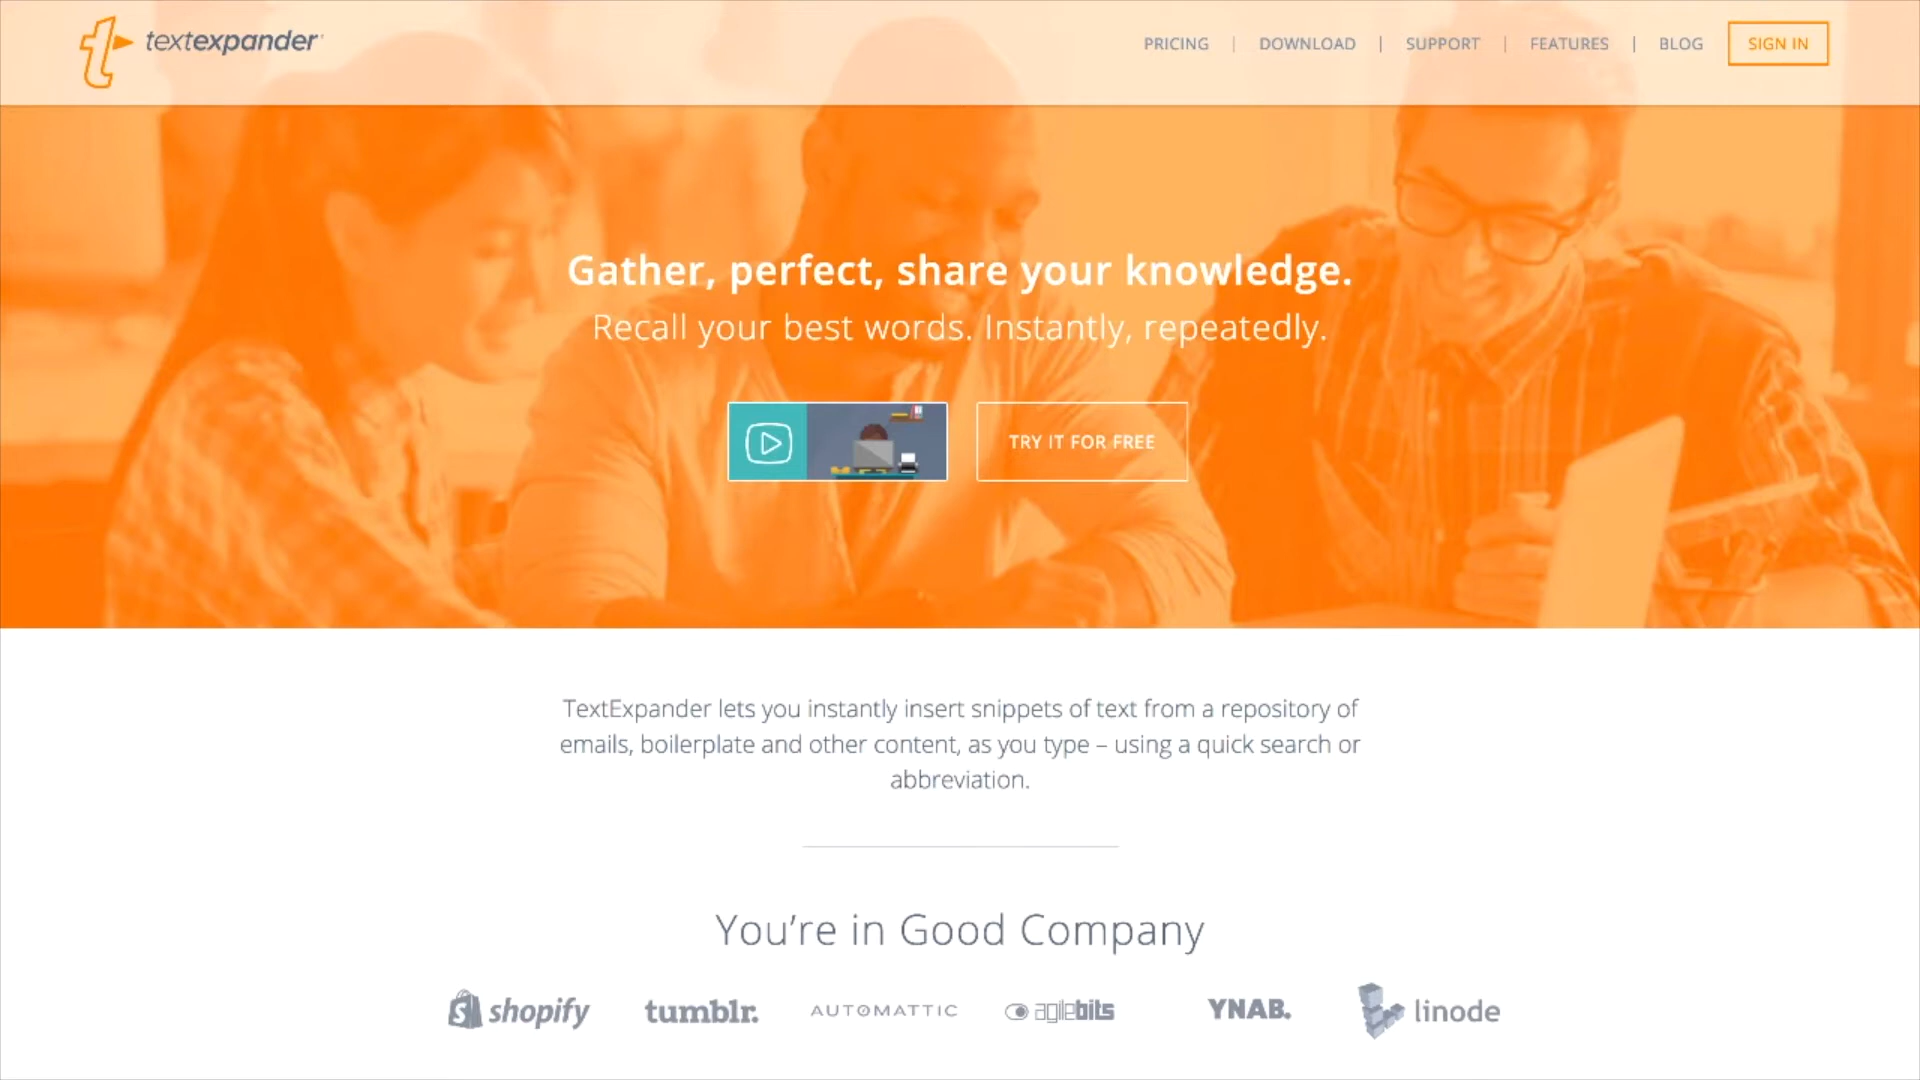 textexpander
PRICING | DOWNLOAD | SUPPORT | FEATURES | BLOG SIGN IN
Gather, perfect, share your knowledge.
Recall your best words. Instantly, repeatedly.
TRY IT FOR FREE
TextExpander lets you instantly insert snippets of text from a repository of
emails, boilerplate and other content, as you type – using a quick search or
abbreviation.
You’re in Good Company
shopify tumblr. AUTOMATTIC agilebits YNAB. linode